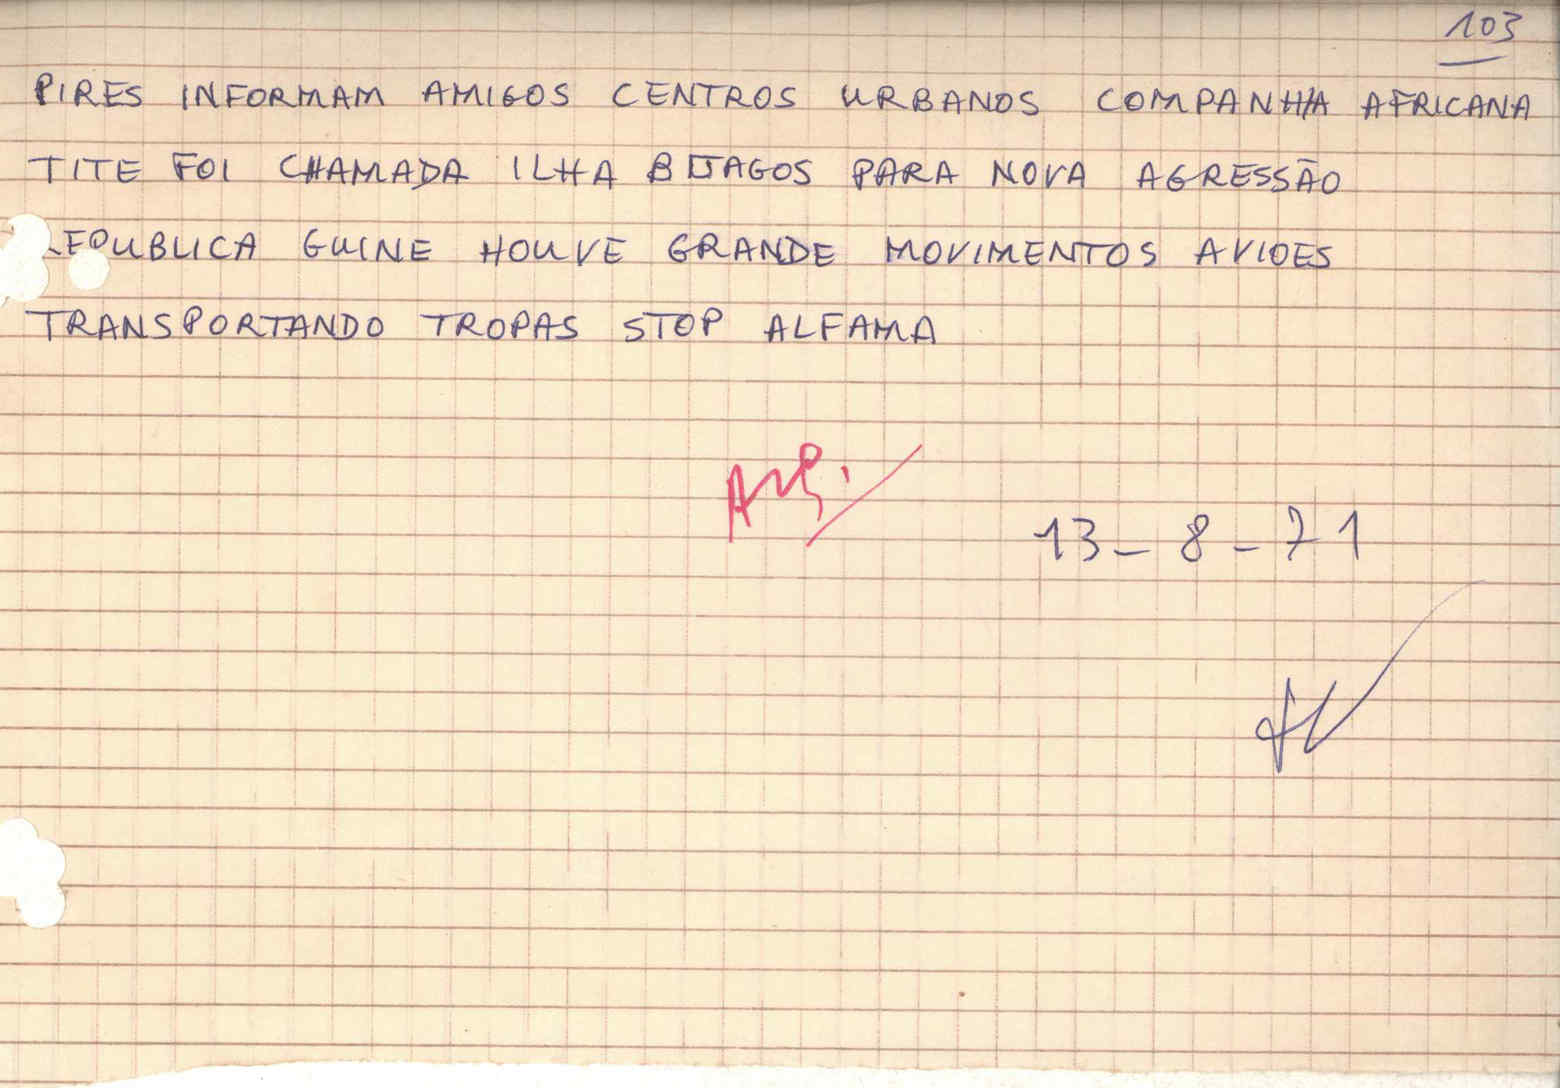 103
PIRES INFORMAM AMIGOS CENTROS URBANOS COMPANHIA AFRICANA
TITE FOI CHAMADA ILHA BIJAGOS PARA NOVA AGRESSÃO
REPUBLICA GUINE HOUVE GRANDE MOVIMENTOS AVIOES
TRANSPORTANDO TROPAS STOP ALFAMA
13-8-71